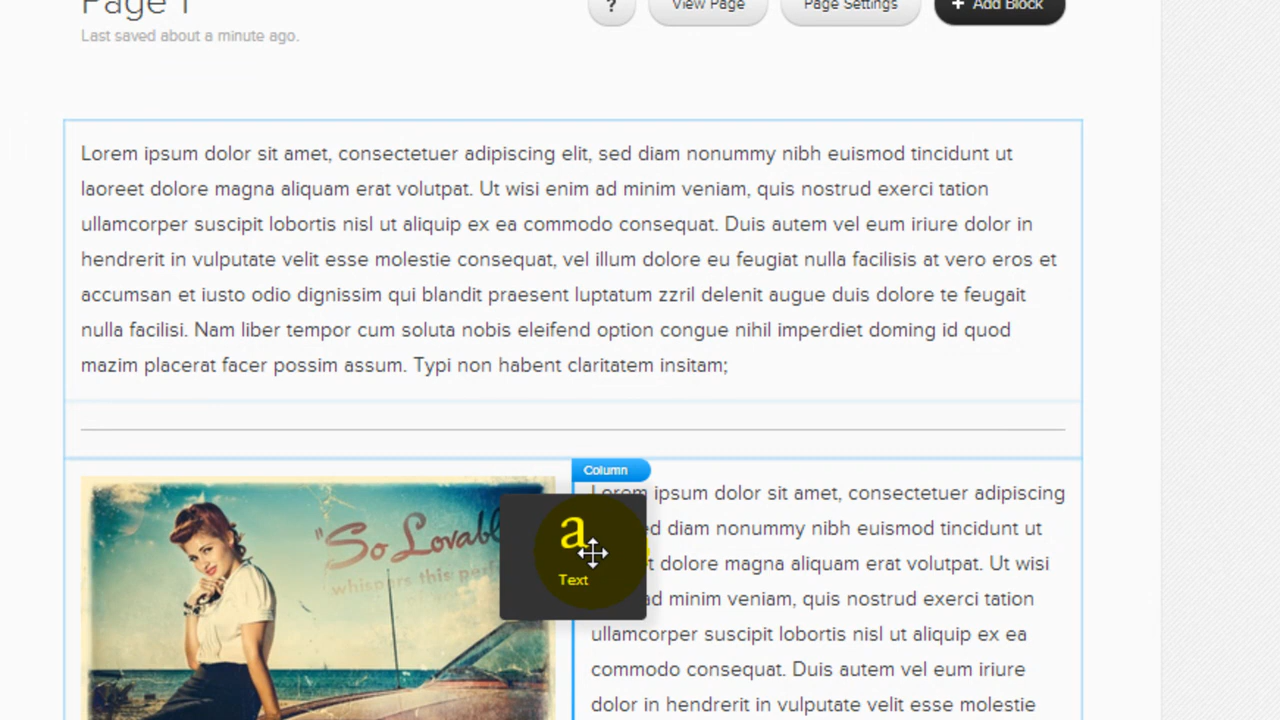 Page 1
? View Page Page Settings + Add Block
Last saved about a minute ago.
Lorem ipsum dolor sit amet, consectetuer adipiscing elit, sed diam nonummy nibh euismod tincidunt ut
laoreet dolore magna aliquam erat volutpat. Ut wisi enim ad minim veniam, quis nostrud exerci tation
ullamcorper suscipit lobortis nisl ut aliquip ex ea commodo consequat. Duis autem vel eum iriure dolor in
hendrerit in vulputate velit esse molestie consequat, vel illum dolore eu feugiat nulla facilisis at vero eros et
accumsan et iusto odio dignissim qui blandit praesent luptatum zzril delenit augue duis dolore te feugait
nulla facilisi. Nam liber tempor cum soluta nobis eleifend option congue nihil imperdiet doming id quod
mazim placerat facer possim assum. Typi non habent claritatem insitam;
"So Lovabl
whispers this perf
Column
a
Text
Lorem ipsum dolor sit amet, consectetuer adipiscing
ed diam nonummy nibh euismod tincidunt ut
t dolore magna aliquam erat volutpat. Ut wisi
ad minim veniam, quis nostrud exerci tation
ullamcorper suscipit lobortis nisl ut aliquip ex ea
commodo consequat. Duis autem vel eum iriure
dolor in hendrerit in vulputate velit esse molestie